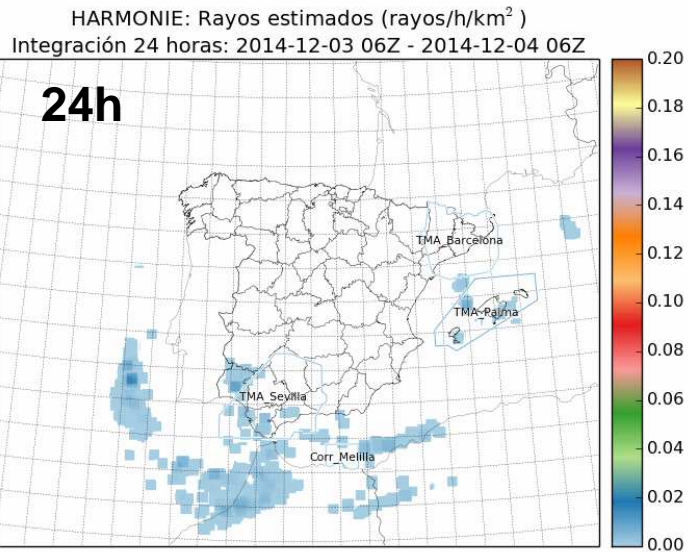 HARMONIE: Rayos estimados (rayos/h/km² )
Integración 24 horas: 2014-12-03 06Z - 2014-12-04 06Z
24h
0.20
0.18
0.16
0.14
0.12
0.10
0.08
0.06
0.04
0.02
0.00
TMA_Barcelona
TMA_Palma
TMA_Sevilla
Corr_Melilla